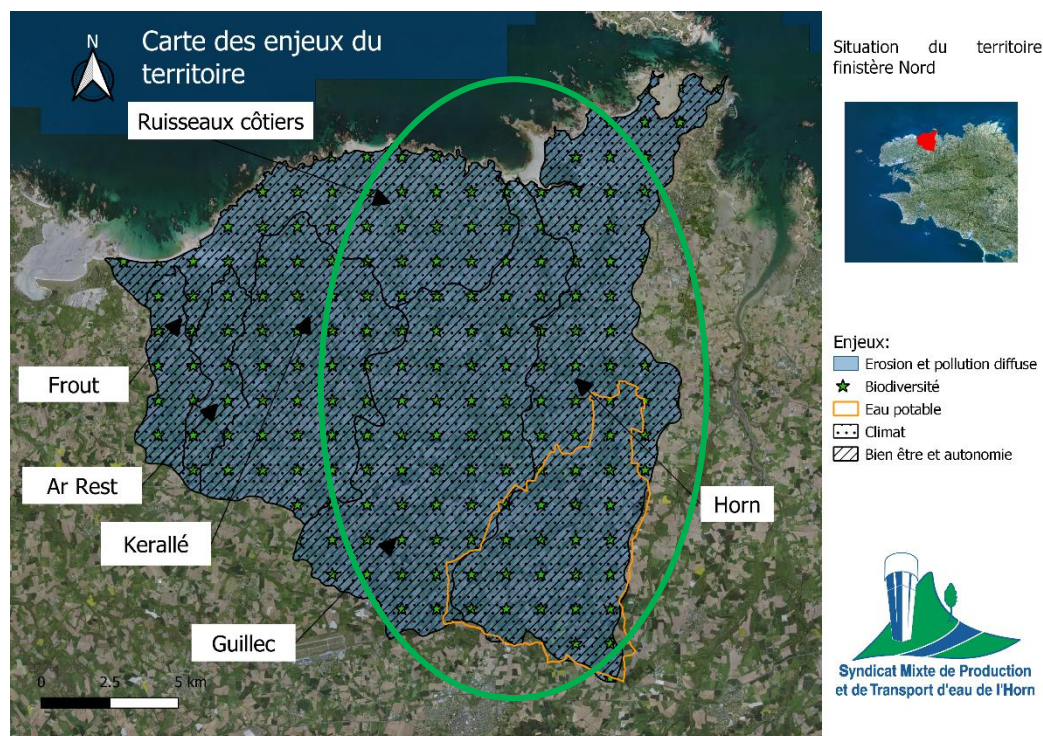 N
Carte des enjeux du
territoire
Ruisseaux côtiers
Frout
Ar Rest
Kerallé
Guillec
Horn
0 2.5 5 km
Situation du territoire
finistère Nord
Enjeux:
Erosion et pollution diffuse
Biodiversité
Eau potable
Climat
Bien être et autonomie
Syndicat Mixte de Production
et de Transport d'eau de l'Horn